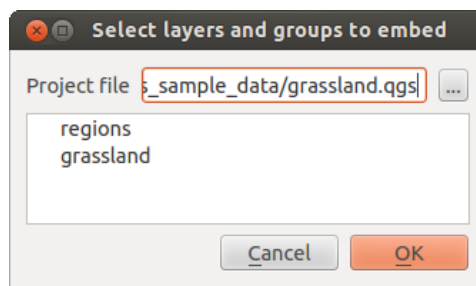 Select layers and groups to embed
Project file s_sample_data/grassland.qgs ...
regions
grassland
Cancel OK